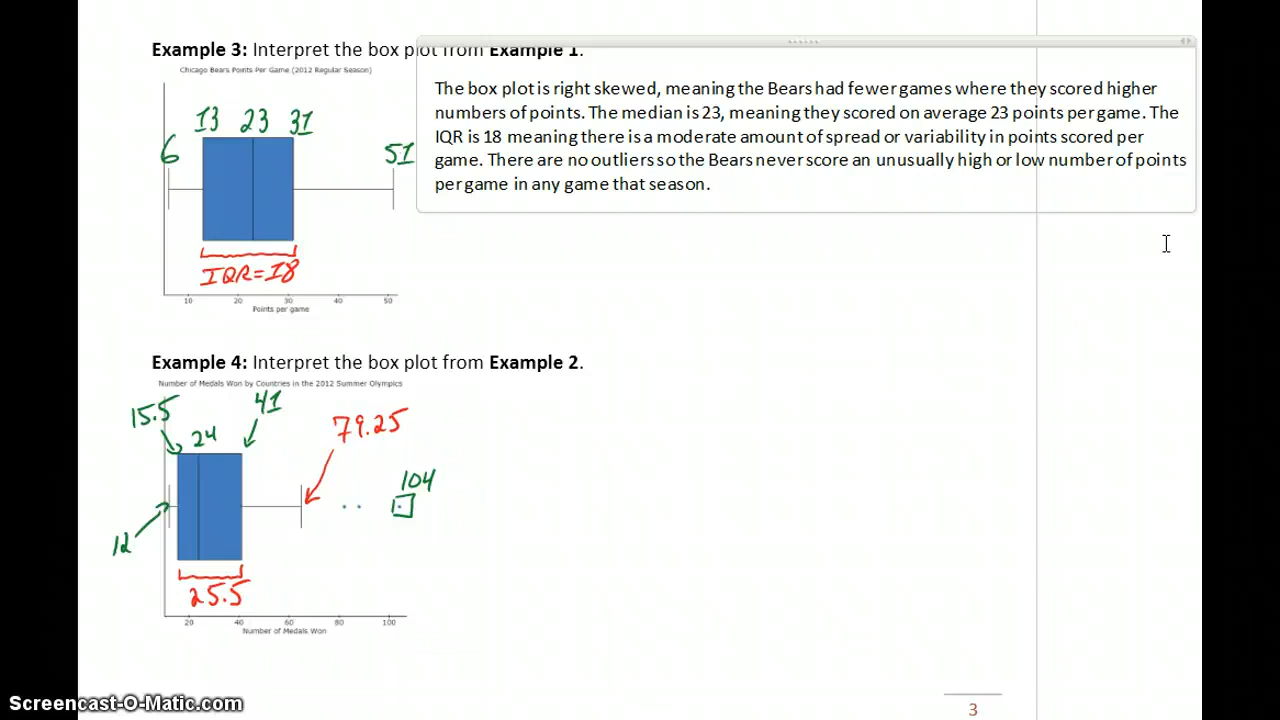 Example 3: Interpret the box plot from Example 1.
Chicago Bears Points Per Game (2012 Regular Season)
The box plot is right skewed, meaning the Bears had fewer games where they scored higher
numbers of points. The median is 23, meaning they scored on average 23 points per game. The
IQR is 18 meaning there is a moderate amount of spread or variability in points scored per
game. There are no outliers so the Bears never score an unusually high or low number of points
per game in any game that season.
13 23 31
6
51
IQR=18
10 20 30 40 50
Points per game
Example 4: Interpret the box plot from Example 2.
Number of Medals Won by Countries in the 2012 Summer Olympics
15.5
24
41
79.25
104
12
25.5
20 40 60 80 100
Number of Medals Won
3
Screencast-O-Matic.com